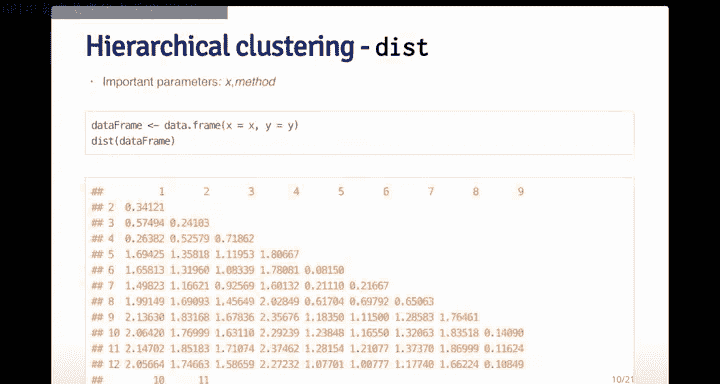 Hierarchical clustering - dist
· Important parameters: x,method
dataFrame <- data.frame(x = x, y = y)
dist(dataFrame)
## 1 2 3 4 5 6 7 8 9
## 2 0.34121
## 3 0.57494 0.24103
## 4 0.26382 0.52579 0.71862
## 5 1.69425 1.35818 1.11953 1.80667
## 6 1.65813 1.31960 1.08339 1.78081 0.08150
## 7 1.49823 1.16621 0.92569 1.60132 0.21110 0.21667
## 8 1.99149 1.69093 1.45649 2.02849 0.61704 0.69792 0.65063
## 9 2.13630 1.83168 1.67836 2.35676 1.18350 1.11500 1.28583 1.76461
## 10 2.06420 1.76999 1.63110 2.29239 1.23848 1.16550 1.32063 1.83518 0.14090
## 11 2.14702 1.85183 1.71074 2.37462 1.28154 1.21077 1.37370 1.86999 0.11624
## 12 2.05664 1.74663 1.58659 2.27232 1.07701 1.00777 1.17740 1.66224 0.10849
## 10 11
10/21